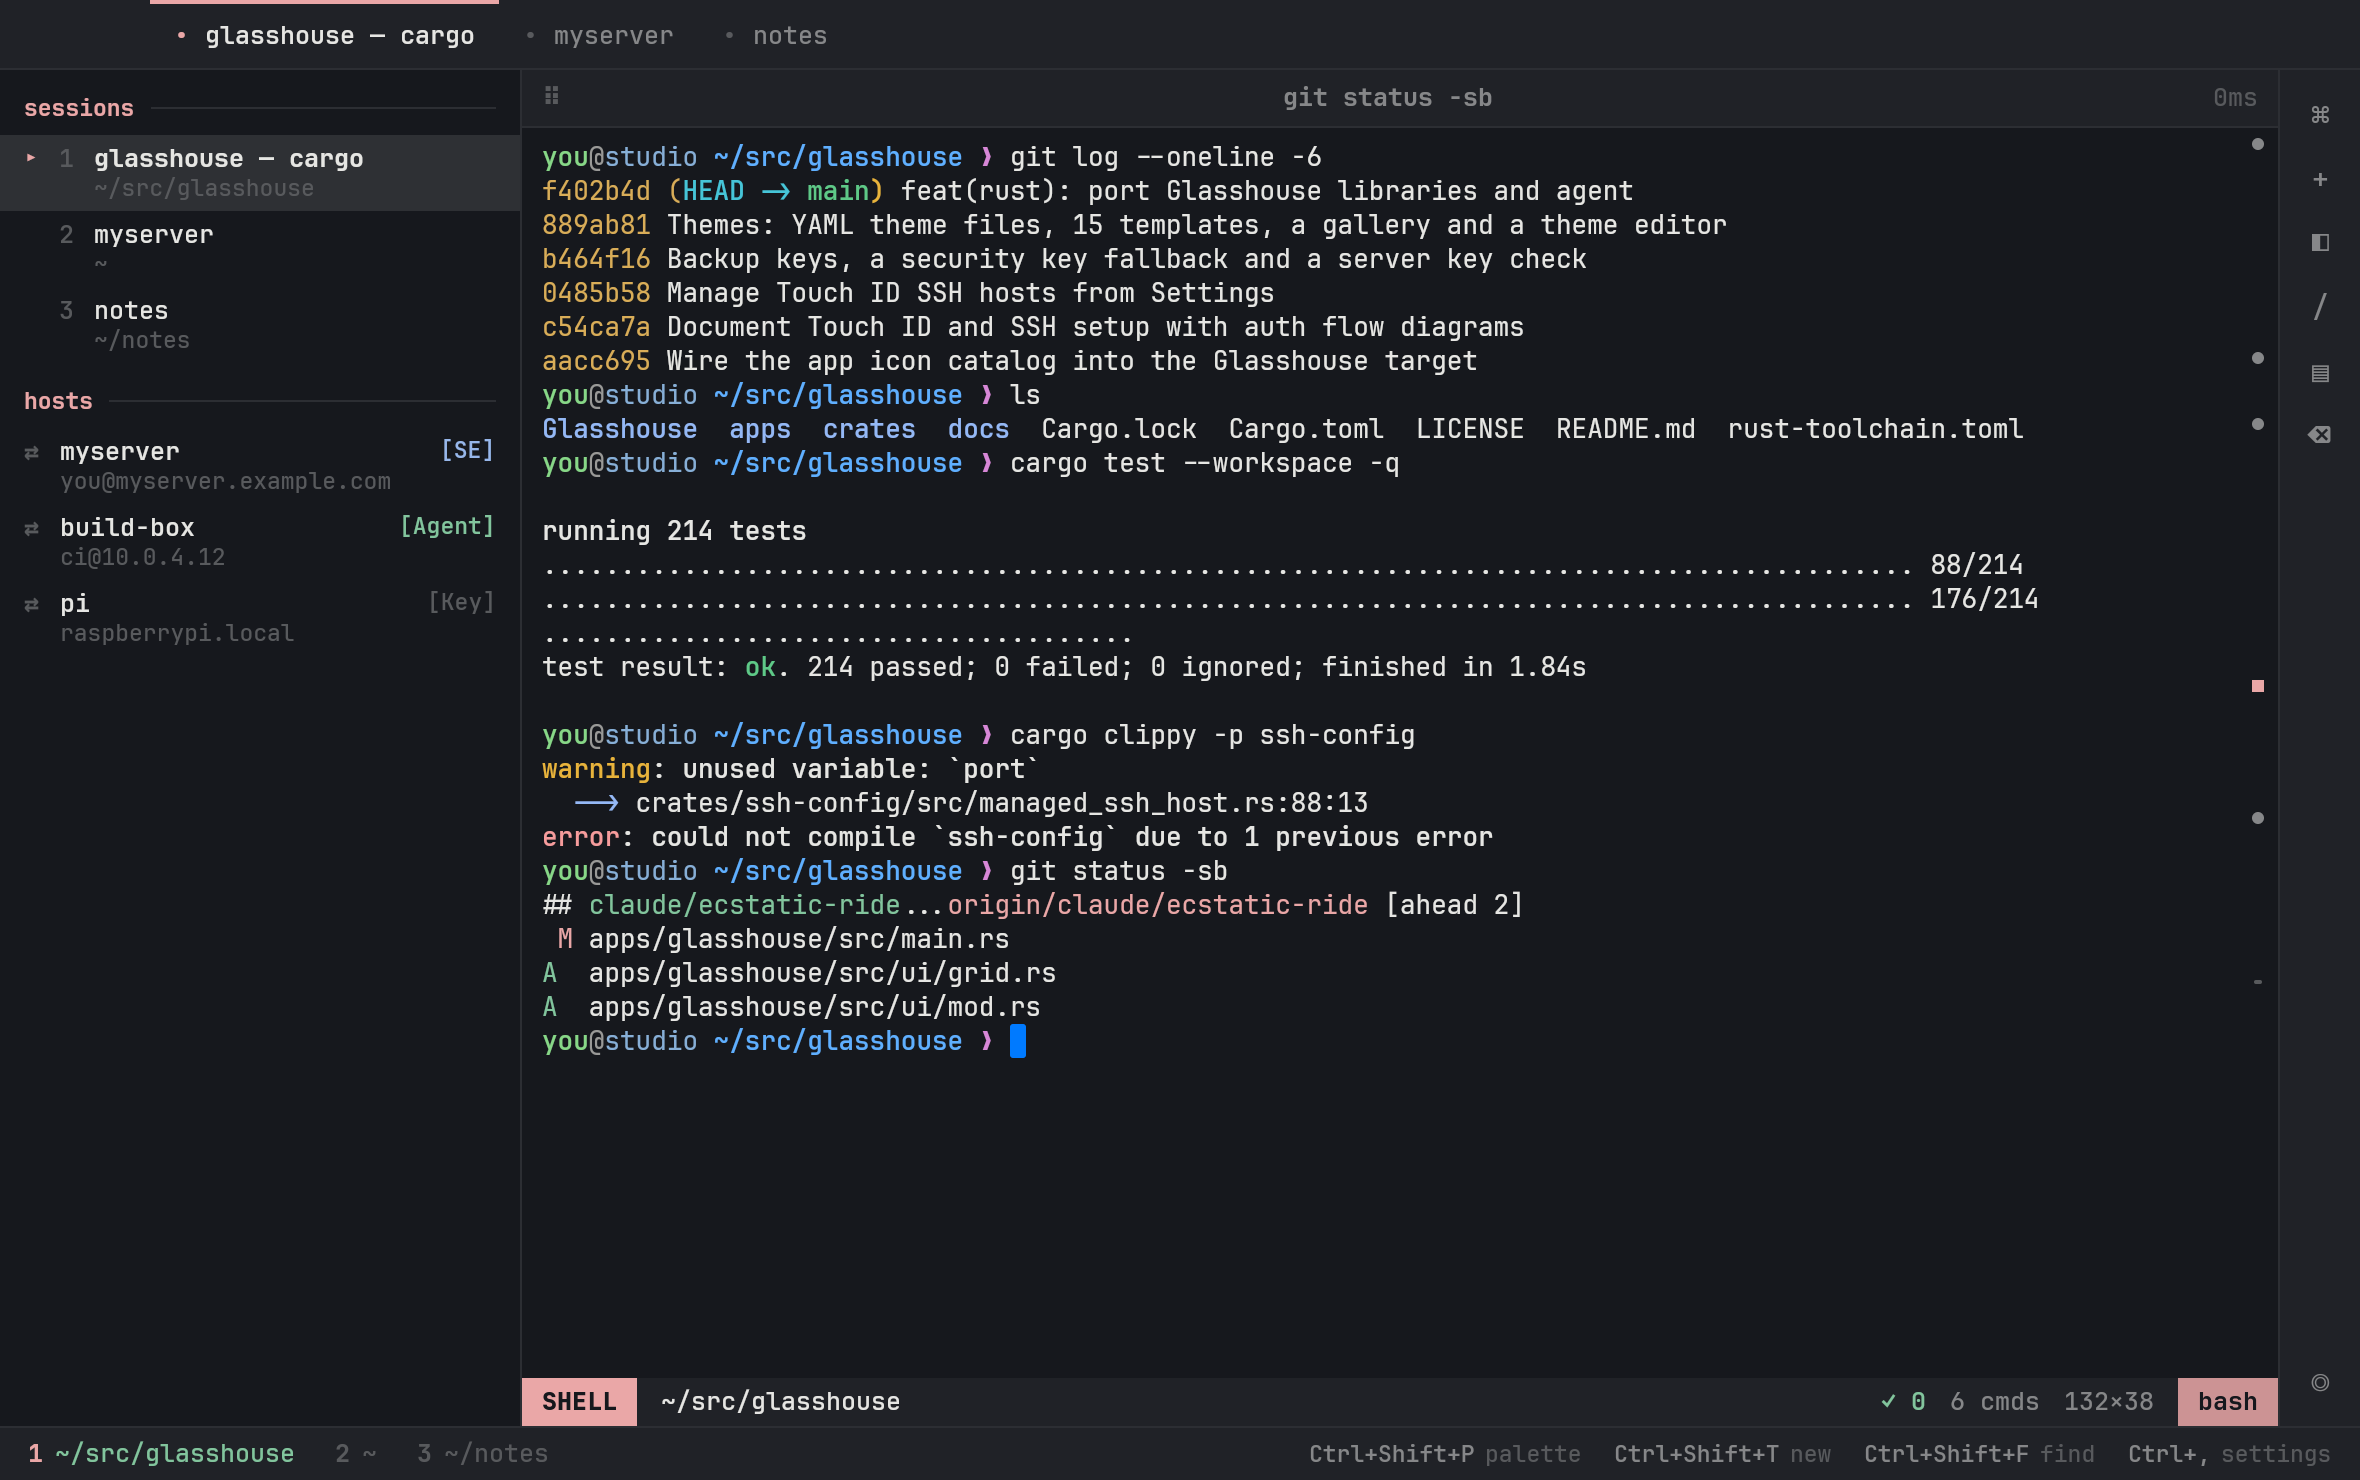 • glasshouse — cargo • myserver • notes
sessions
▸ 1 glasshouse — cargo
~/src/glasshouse
2 myserver
~
3 notes
~/notes
hosts
⇄ myserver [SE]
you@myserver.example.com
⇄ build-box [Agent]
ci@10.0.4.12
⇄ pi [Key]
raspberrypi.local
git status -sb 0ms
you@studio ~/src/glasshouse ❯ git log --oneline -6
f402b4d (HEAD -> main) feat(rust): port Glasshouse libraries and agent
889ab81 Themes: YAML theme files, 15 templates, a gallery and a theme editor
b464f16 Backup keys, a security key fallback and a server key check
0485b58 Manage Touch ID SSH hosts from Settings
c54ca7a Document Touch ID and SSH setup with auth flow diagrams
aacc695 Wire the app icon catalog into the Glasshouse target
you@studio ~/src/glasshouse ❯ ls
Glasshouse  apps  crates  docs  Cargo.lock  Cargo.toml  LICENSE  README.md  rust-toolchain.toml
you@studio ~/src/glasshouse ❯ cargo test --workspace -q
running 214 tests
........................................................................................ 88/214
........................................................................................ 176/214
......................................
test result: ok. 214 passed; 0 failed; 0 ignored; finished in 1.84s
you@studio ~/src/glasshouse ❯ cargo clippy -p ssh-config
warning: unused variable: `port`
  --> crates/ssh-config/src/managed_ssh_host.rs:88:13
error: could not compile `ssh-config` due to 1 previous error
you@studio ~/src/glasshouse ❯ git status -sb
## claude/ecstatic-ride...origin/claude/ecstatic-ride [ahead 2]
 M apps/glasshouse/src/main.rs
A  apps/glasshouse/src/ui/grid.rs
A  apps/glasshouse/src/ui/mod.rs
you@studio ~/src/glasshouse ❯
SHELL ~/src/glasshouse ✓ 0 6 cmds 132×38 bash
1 ~/src/glasshouse 2 ~ 3 ~/notes Ctrl+Shift+P palette Ctrl+Shift+T new Ctrl+Shift+F find Ctrl+, settings